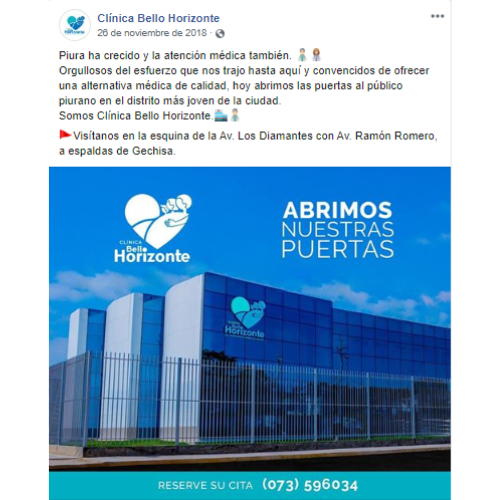 Clínica Bello Horizonte
26 de noviembre de 2018 ·
Piura ha crecido y la atención médica también.
Orgullosos del esfuerzo que nos trajo hasta aquí y convencidos de ofrecer
una alternativa médica de calidad, hoy abrimos las puertas al público
piurano en el distrito más joven de la ciudad.
Somos Clínica Bello Horizonte.
Visítanos en la esquina de la Av. Los Diamantes con Av. Ramón Romero,
a espaldas de Gechisa.
CLÍNICA
Bello
Horizonte
ABRIMOS
NUESTRAS
PUERTAS
Bello
Horizonte
RESERVE SU CITA (073) 596034